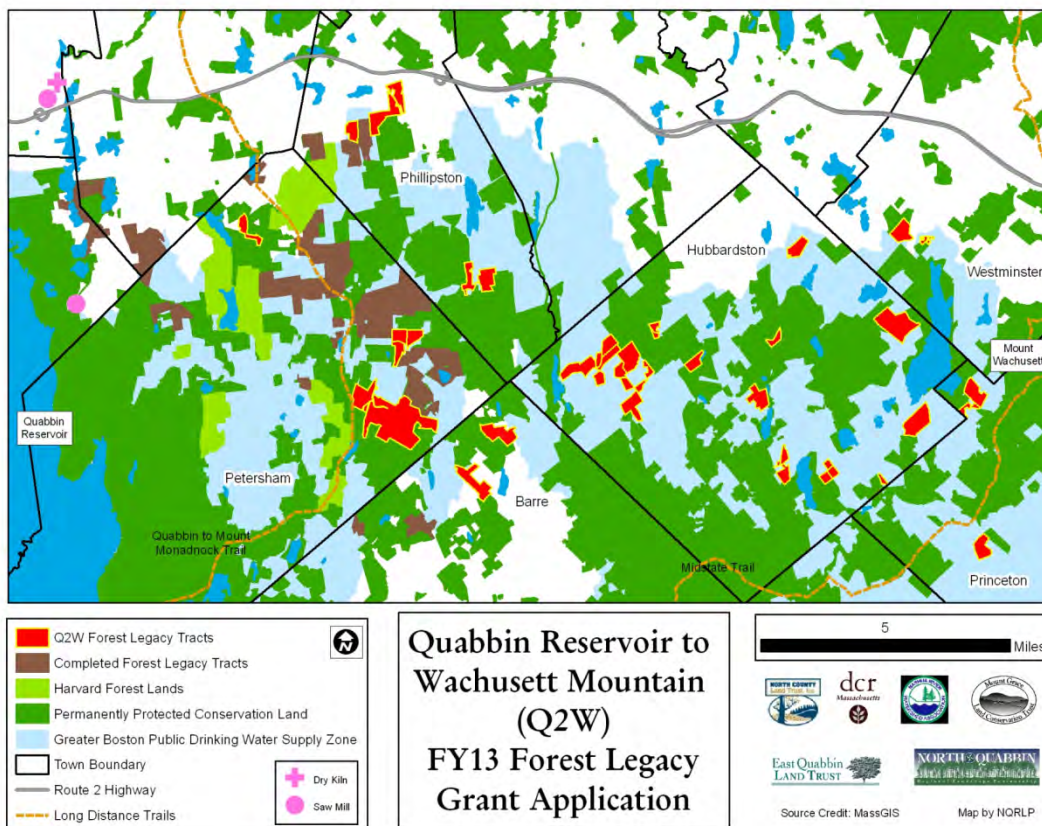 Phillipston
Hubbardston
Westminster
Mount
Wachusett
Quabbin
Reservoir
Petersham
Barre
Quabbin to Mount
Monadnock Trail
Midstate Trail
Princeton
Q2W Forest Legacy Tracts
Completed Forest Legacy Tracts
Harvard Forest Lands
Permanently Protected Conservation Land
Greater Boston Public Drinking Water Supply Zone
Town Boundary
Route 2 Highway
Long Distance Trails
N
Dry Kiln
Saw Mill
Quabbin Reservoir to
Wachusett Mountain
(Q2W)
FY13 Forest Legacy
Grant Application
5
Miles
NORTH COUNTY
Land Trust, Inc.
dcr
Massachusetts
Mount Grace
Land Conservation Trust
East Quabbin
LAND TRUST
NORTH QUABBIN
Regional Landscape Partnership
Source Credit: MassGIS
Map by NQRLP